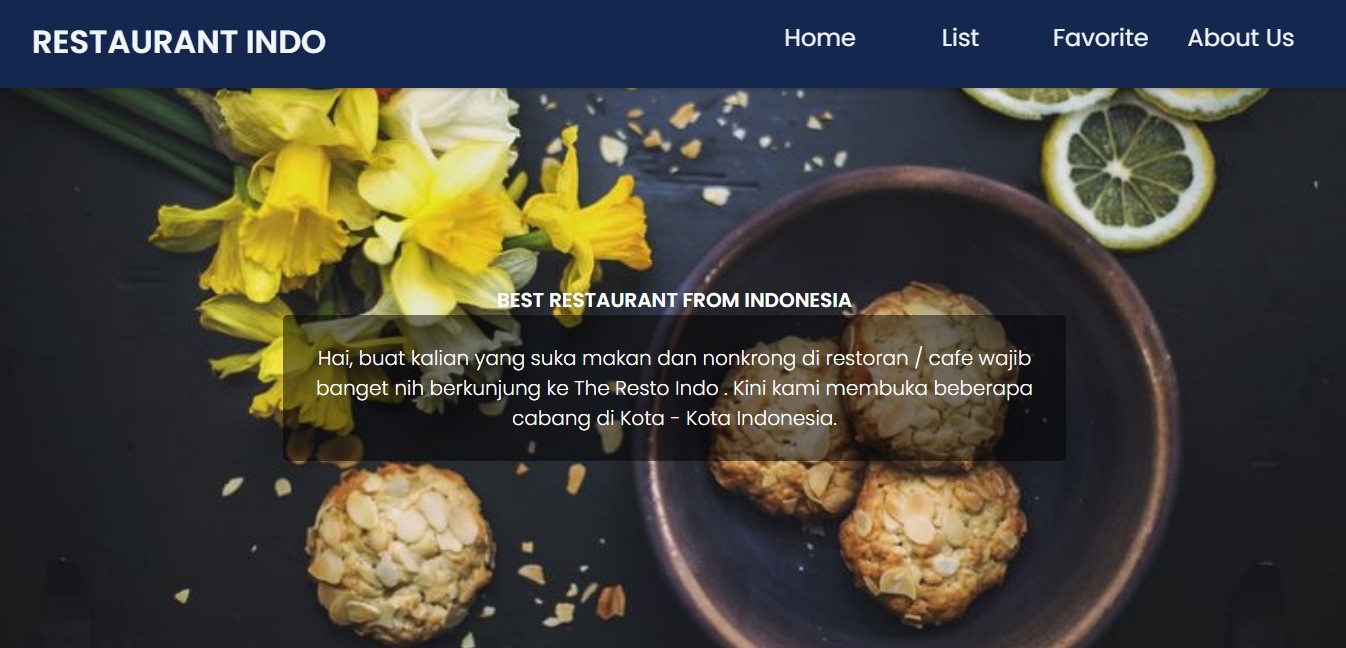 RESTAURANT INDO
Home List Favorite About Us
BEST RESTAURANT FROM INDONESIA
Hai, buat kalian yang suka makan dan nonkrong di restoran / cafe wajib
banget nih berkunjung ke The Resto Indo . Kini kami membuka beberapa
cabang di Kota - Kota Indonesia.